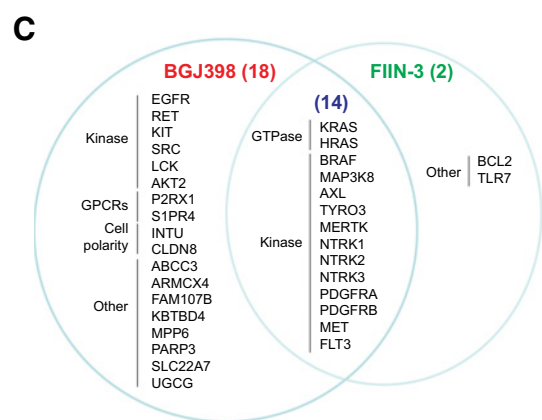 C
BGJ398 (18)
FIIN-3 (2)
(14)
Kinase
EGFR
RET
KIT
SRC
LCK
AKT2
GPCRs
P2RX1
S1PR4
Cell
polarity
INTU
CLDN8
Other
ABCC3
ARMCX4
FAM107B
KBTBD4
MPP6
PARP3
SLC22A7
UGCG
GTPase
KRAS
HRAS
Kinase
BRAF
MAP3K8
AXL
TYRO3
MERTK
NTRK1
NTRK2
NTRK3
PDGFRA
PDGFRB
MET
FLT3
Other
BCL2
TLR7